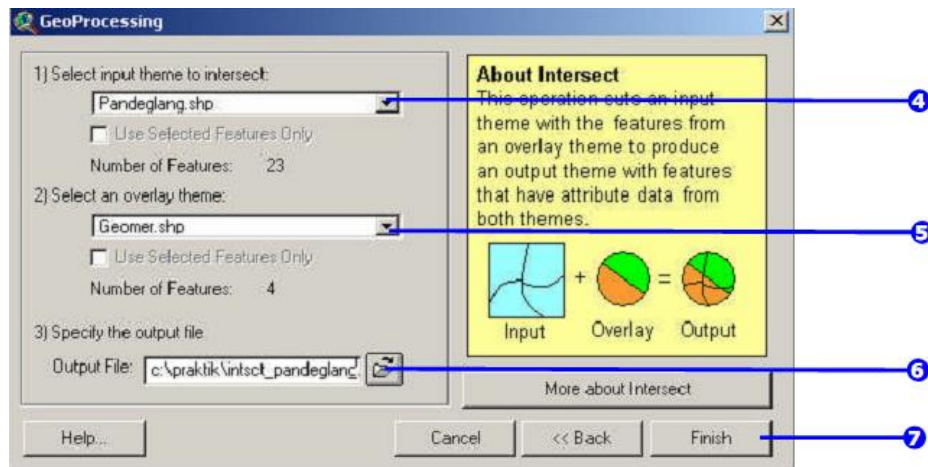 GeoProcessing
1) Select input theme to intersect:
Pandeglang.shp
Use Selected Features Only
Number of Features: 23
2) Select an overlay theme:
Geomer.shp
Use Selected Features Only
Number of Features: 4
3) Specify the output file
Output File: c:\praktik\intsct_pandeglang.
About Intersect
This operation cuts an input
theme with the features from
an overlay theme to produce
an output theme with features
that have attribute data from
both themes.
+ =
Input Overlay Output
More about Intersect
Help... Cancel << Back Finish
4
5
6
7